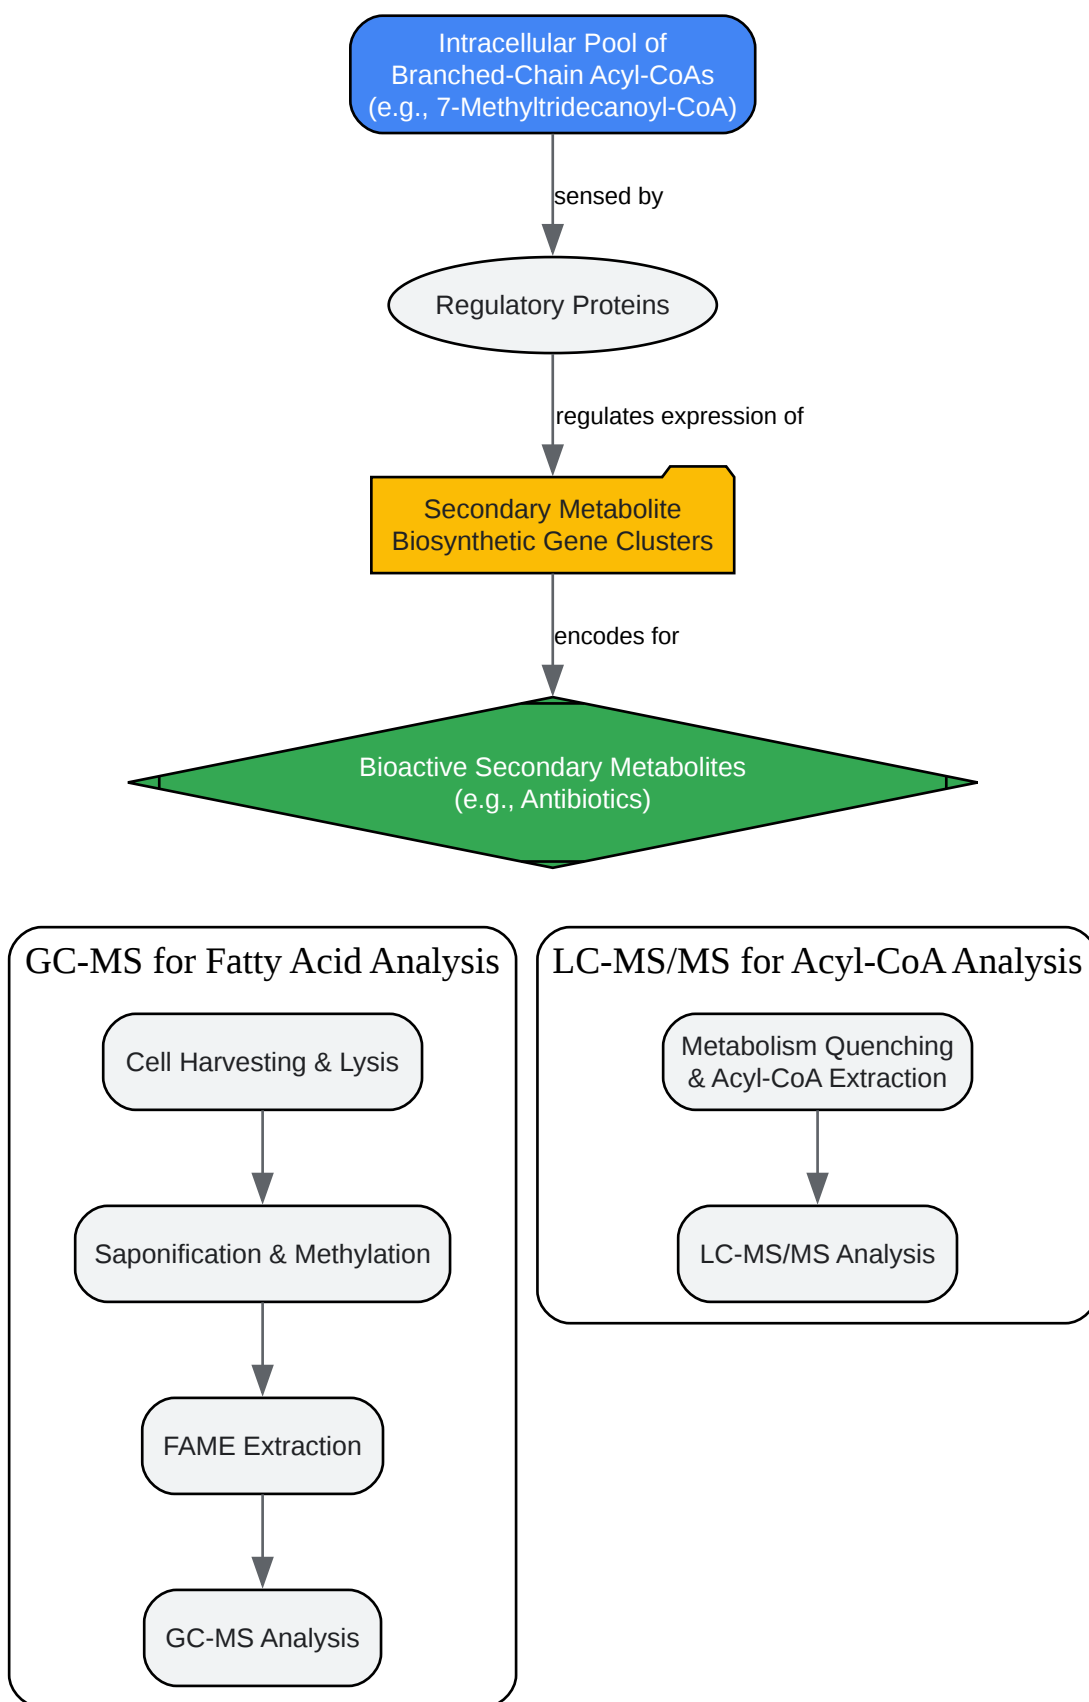 Intracellular Pool of
Branched-Chain Acyl-CoAs
(e.g., 7-Methyltridecanoyl-CoA)
sensed by
Regulatory Proteins
regulates expression of
Secondary Metabolite
Biosynthetic Gene Clusters
encodes for
Bioactive Secondary Metabolites
(e.g., Antibiotics)
GC-MS for Fatty Acid Analysis
Cell Harvesting & Lysis
Saponification & Methylation
FAME Extraction
GC-MS Analysis
LC-MS/MS for Acyl-CoA Analysis
Metabolism Quenching
& Acyl-CoA Extraction
LC-MS/MS Analysis